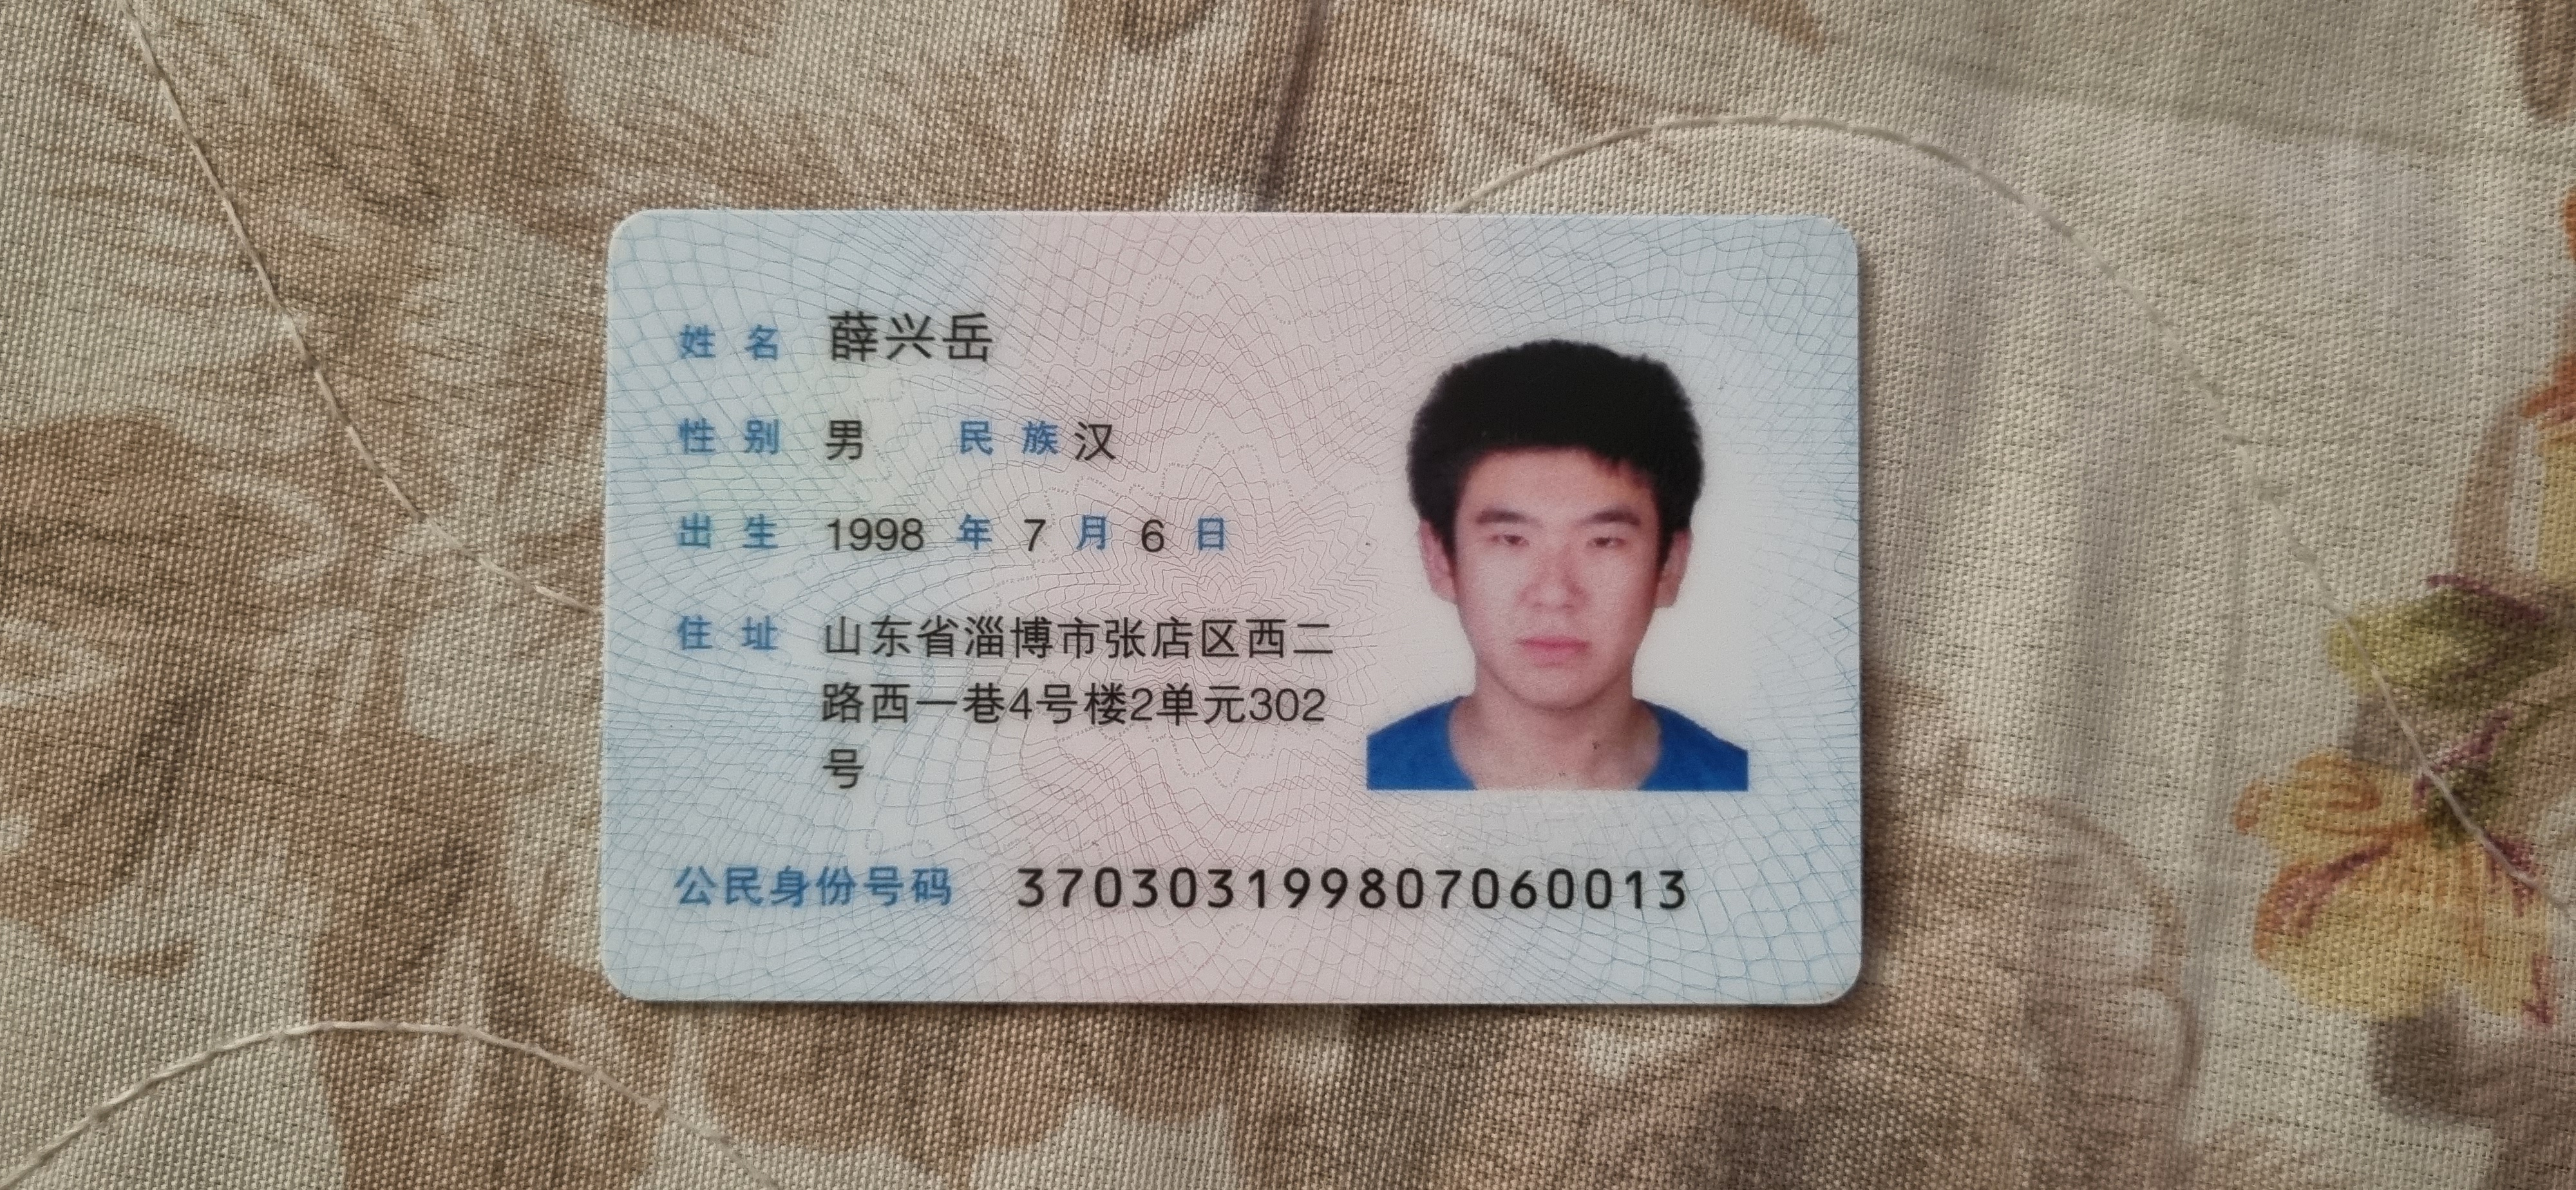 姓名 薛兴岳
性别 男 民族 汉
出生 1998 年 7 月 6 日
住址 山东省淄博市张店区西二
路西一巷4号楼2单元302
号
公民身份号码 370303199807060013